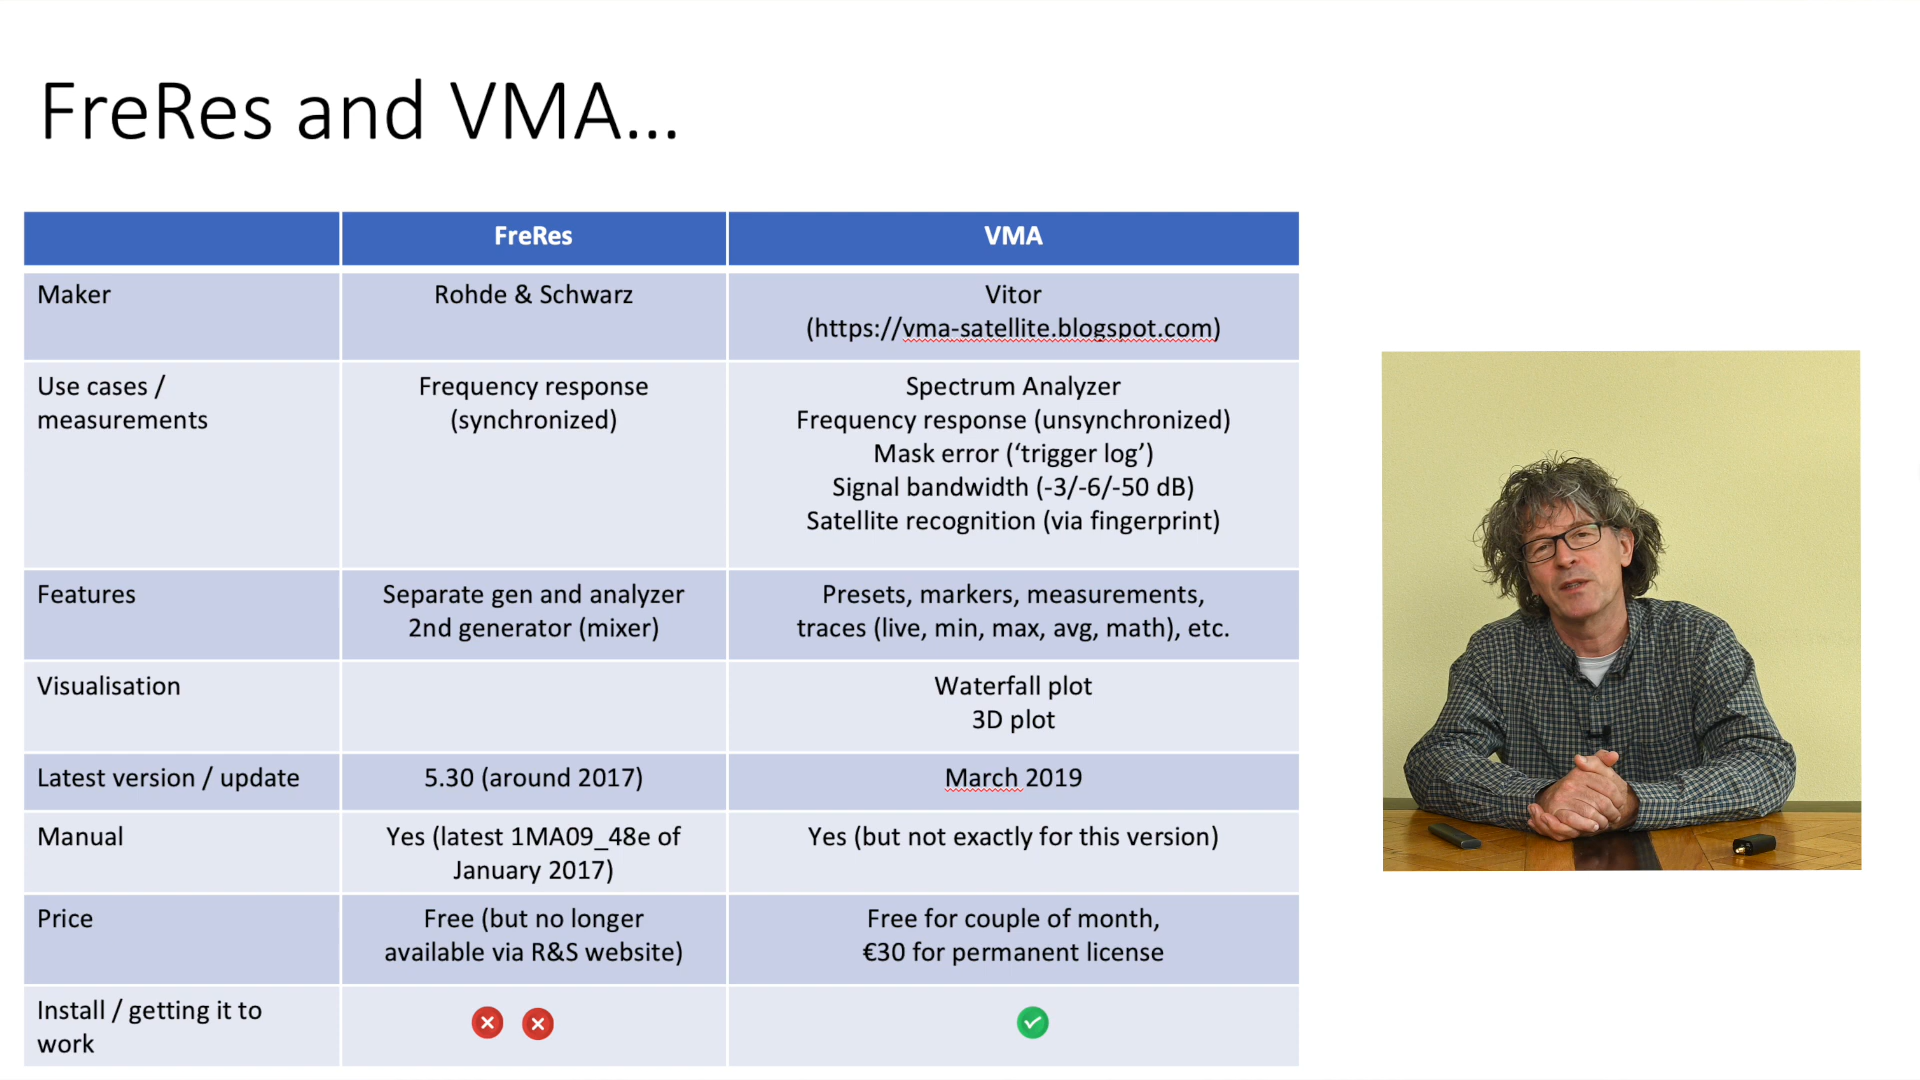 FreRes and VMA...
FreRes
VMA
Maker
Rohde & Schwarz
Vitor
(https://vma-satellite.blogspot.com)
Use cases /
measurements
Frequency response
(synchronized)
Spectrum Analyzer
Frequency response (unsynchronized)
Mask error (‘trigger log’)
Signal bandwidth (-3/-6/-50 dB)
Satellite recognition (via fingerprint)
Features
Separate gen and analyzer
2nd generator (mixer)
Presets, markers, measurements,
traces (live, min, max, avg, math), etc.
Visualisation
Waterfall plot
3D plot
Latest version / update
5.30 (around 2017)
March 2019
Manual
Yes (latest 1MA09_48e of
January 2017)
Yes (but not exactly for this version)
Price
Free (but no longer
available via R&S website)
Free for couple of month,
€30 for permanent license
Install / getting it to
work